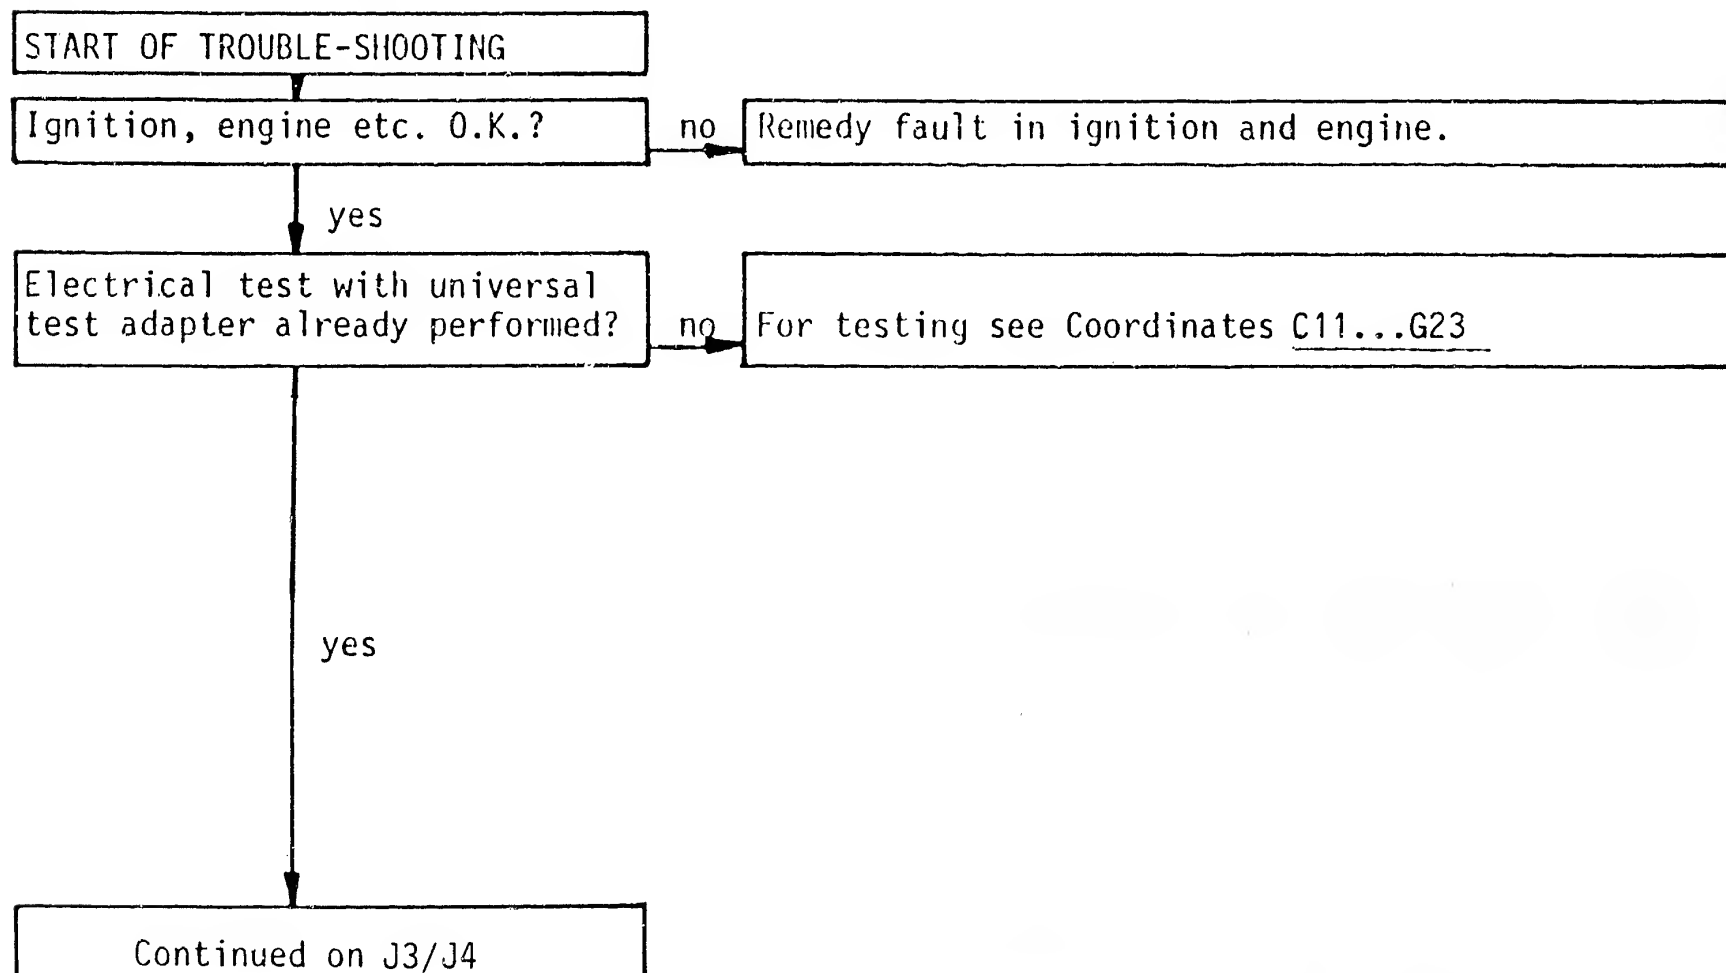 START OF TROUBLE-SHOOTING
Ignition, engine etc. O.K.?
no
Remedy fault in ignition and engine.
yes
Electrical test with universal
test adapter already performed?
no
For testing see Coordinates C11...G23
yes
Continued on J3/J4